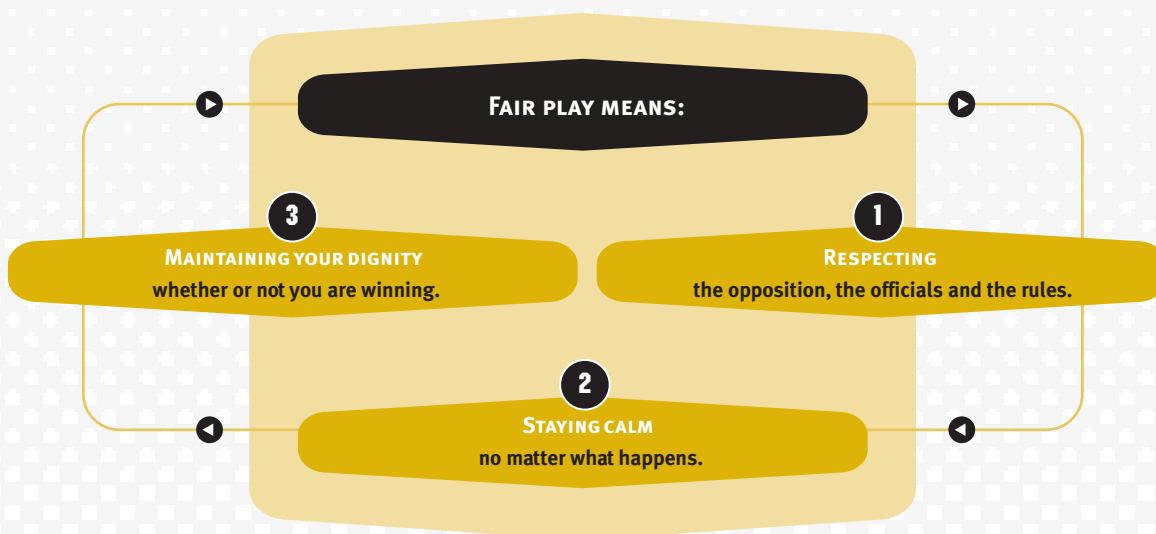 FAIR PLAY MEANS:
1
RESPECTING
the opposition, the officials and the rules.
2
STAYING CALM
no matter what happens.
3
MAINTAINING YOUR DIGNITY
whether or not you are winning.